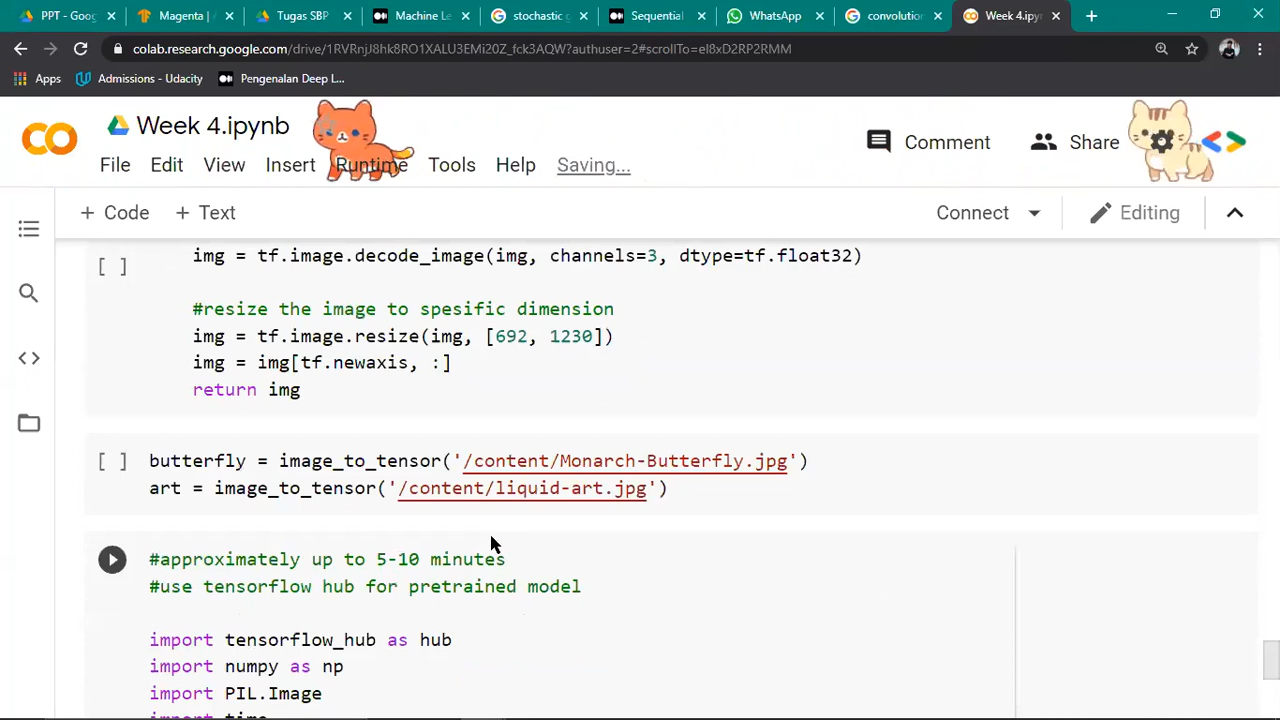 PPT - Goog
Magenta |
Tugas SBP
Machine Le
stochastic g
Sequential
WhatsApp
convolution
Week 4.ipyn
colab.research.google.com/drive/1RVRnjJ8hk8RO1XALU3EMi20Z_fck3AQW?authuser=2#scrollTo=el8xD2RP2RMM
Apps
Admissions - Udacity
Pengenalan Deep L...
Week 4.ipynb
Comment
Share
File Edit View Insert Runtime Tools Help Saving...
+ Code + Text
Connect
Editing
[ ]
img = tf.image.decode_image(img, channels=3, dtype=tf.float32)
#resize the image to spesific dimension
img = tf.image.resize(img, [692, 1230])
img = img[tf.newaxis, :]
return img
[ ] butterfly = image_to_tensor('/content/Monarch-Butterfly.jpg')
art = image_to_tensor('/content/liquid-art.jpg')
#approximately up to 5-10 minutes
#use tensorflow hub for pretrained model
import tensorflow_hub as hub
import numpy as np
import PIL.Image
import time